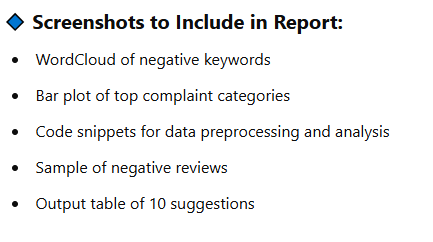 🔷 Screenshots to Include in Report:
• WordCloud of negative keywords
• Bar plot of top complaint categories
• Code snippets for data preprocessing and analysis
• Sample of negative reviews
• Output table of 10 suggestions